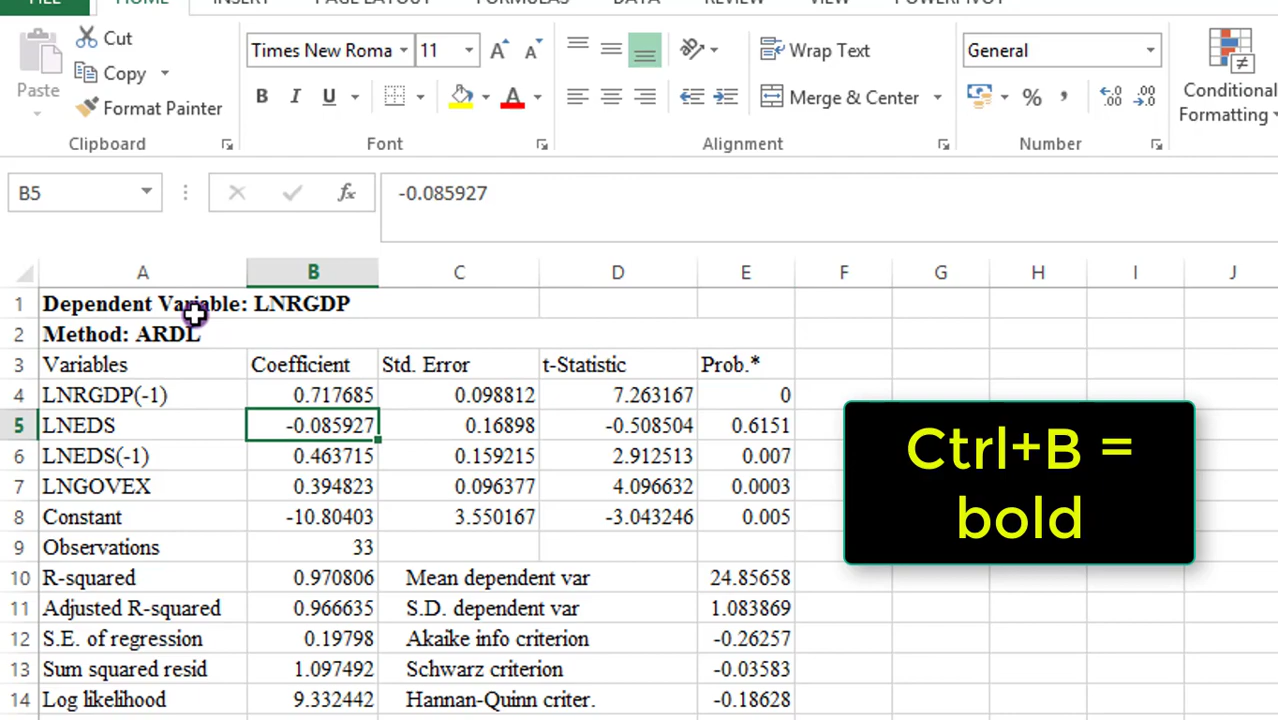 FILE HOME INSERT PAGE LAYOUT FORMULAS DATA REVIEW VIEW POWERPIVOT
Cut
Copy
Format Painter
Paste
Clipboard
Times New Roma 11
B I U
A A
A
Font
Wrap Text
Merge & Center
Alignment
General
%
Number
Conditional
Formatting
B5 fx -0.085927
A B C D E F G H I J
1 Dependent Variable: LNRGDP
2 Method: ARDL
3 Variables Coefficient Std. Error t-Statistic Prob.*
4 LNRGDP(-1) 0.717685 0.098812 7.263167 0
5 LNEDS -0.085927 0.16898 -0.508504 0.6151
6 LNEDS(-1) 0.463715 0.159215 2.912513 0.007
7 LNGOVEX 0.394823 0.096377 4.096632 0.0003
8 Constant -10.80403 3.550167 -3.043246 0.005
9 Observations 33
10 R-squared 0.970806 Mean dependent var 24.85658
11 Adjusted R-squared 0.966635 S.D. dependent var 1.083869
12 S.E. of regression 0.19798 Akaike info criterion -0.26257
13 Sum squared resid 1.097492 Schwarz criterion -0.03583
14 Log likelihood 9.332442 Hannan-Quinn criter. -0.18628
Ctrl+B =
bold